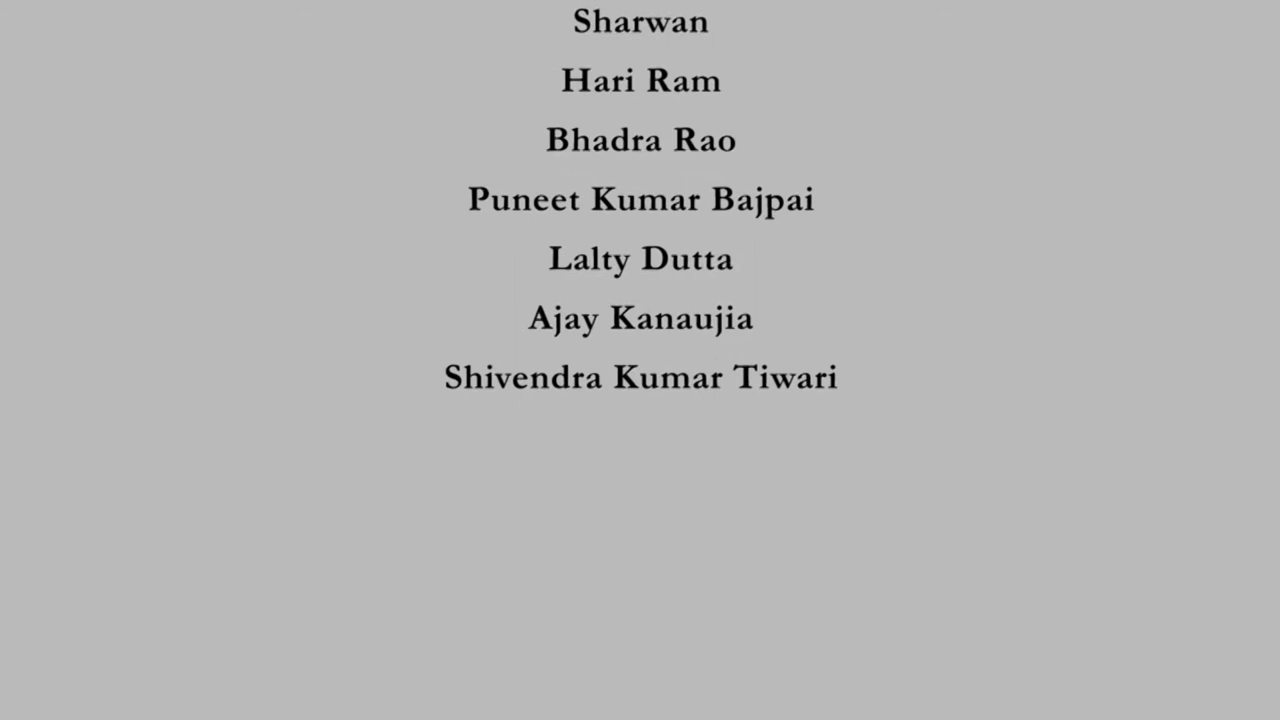 Sharwan
Hari Ram
Bhadra Rao
Puneet Kumar Bajpai
Lalty Dutta
Ajay Kanaujia
Shivendra Kumar Tiwari